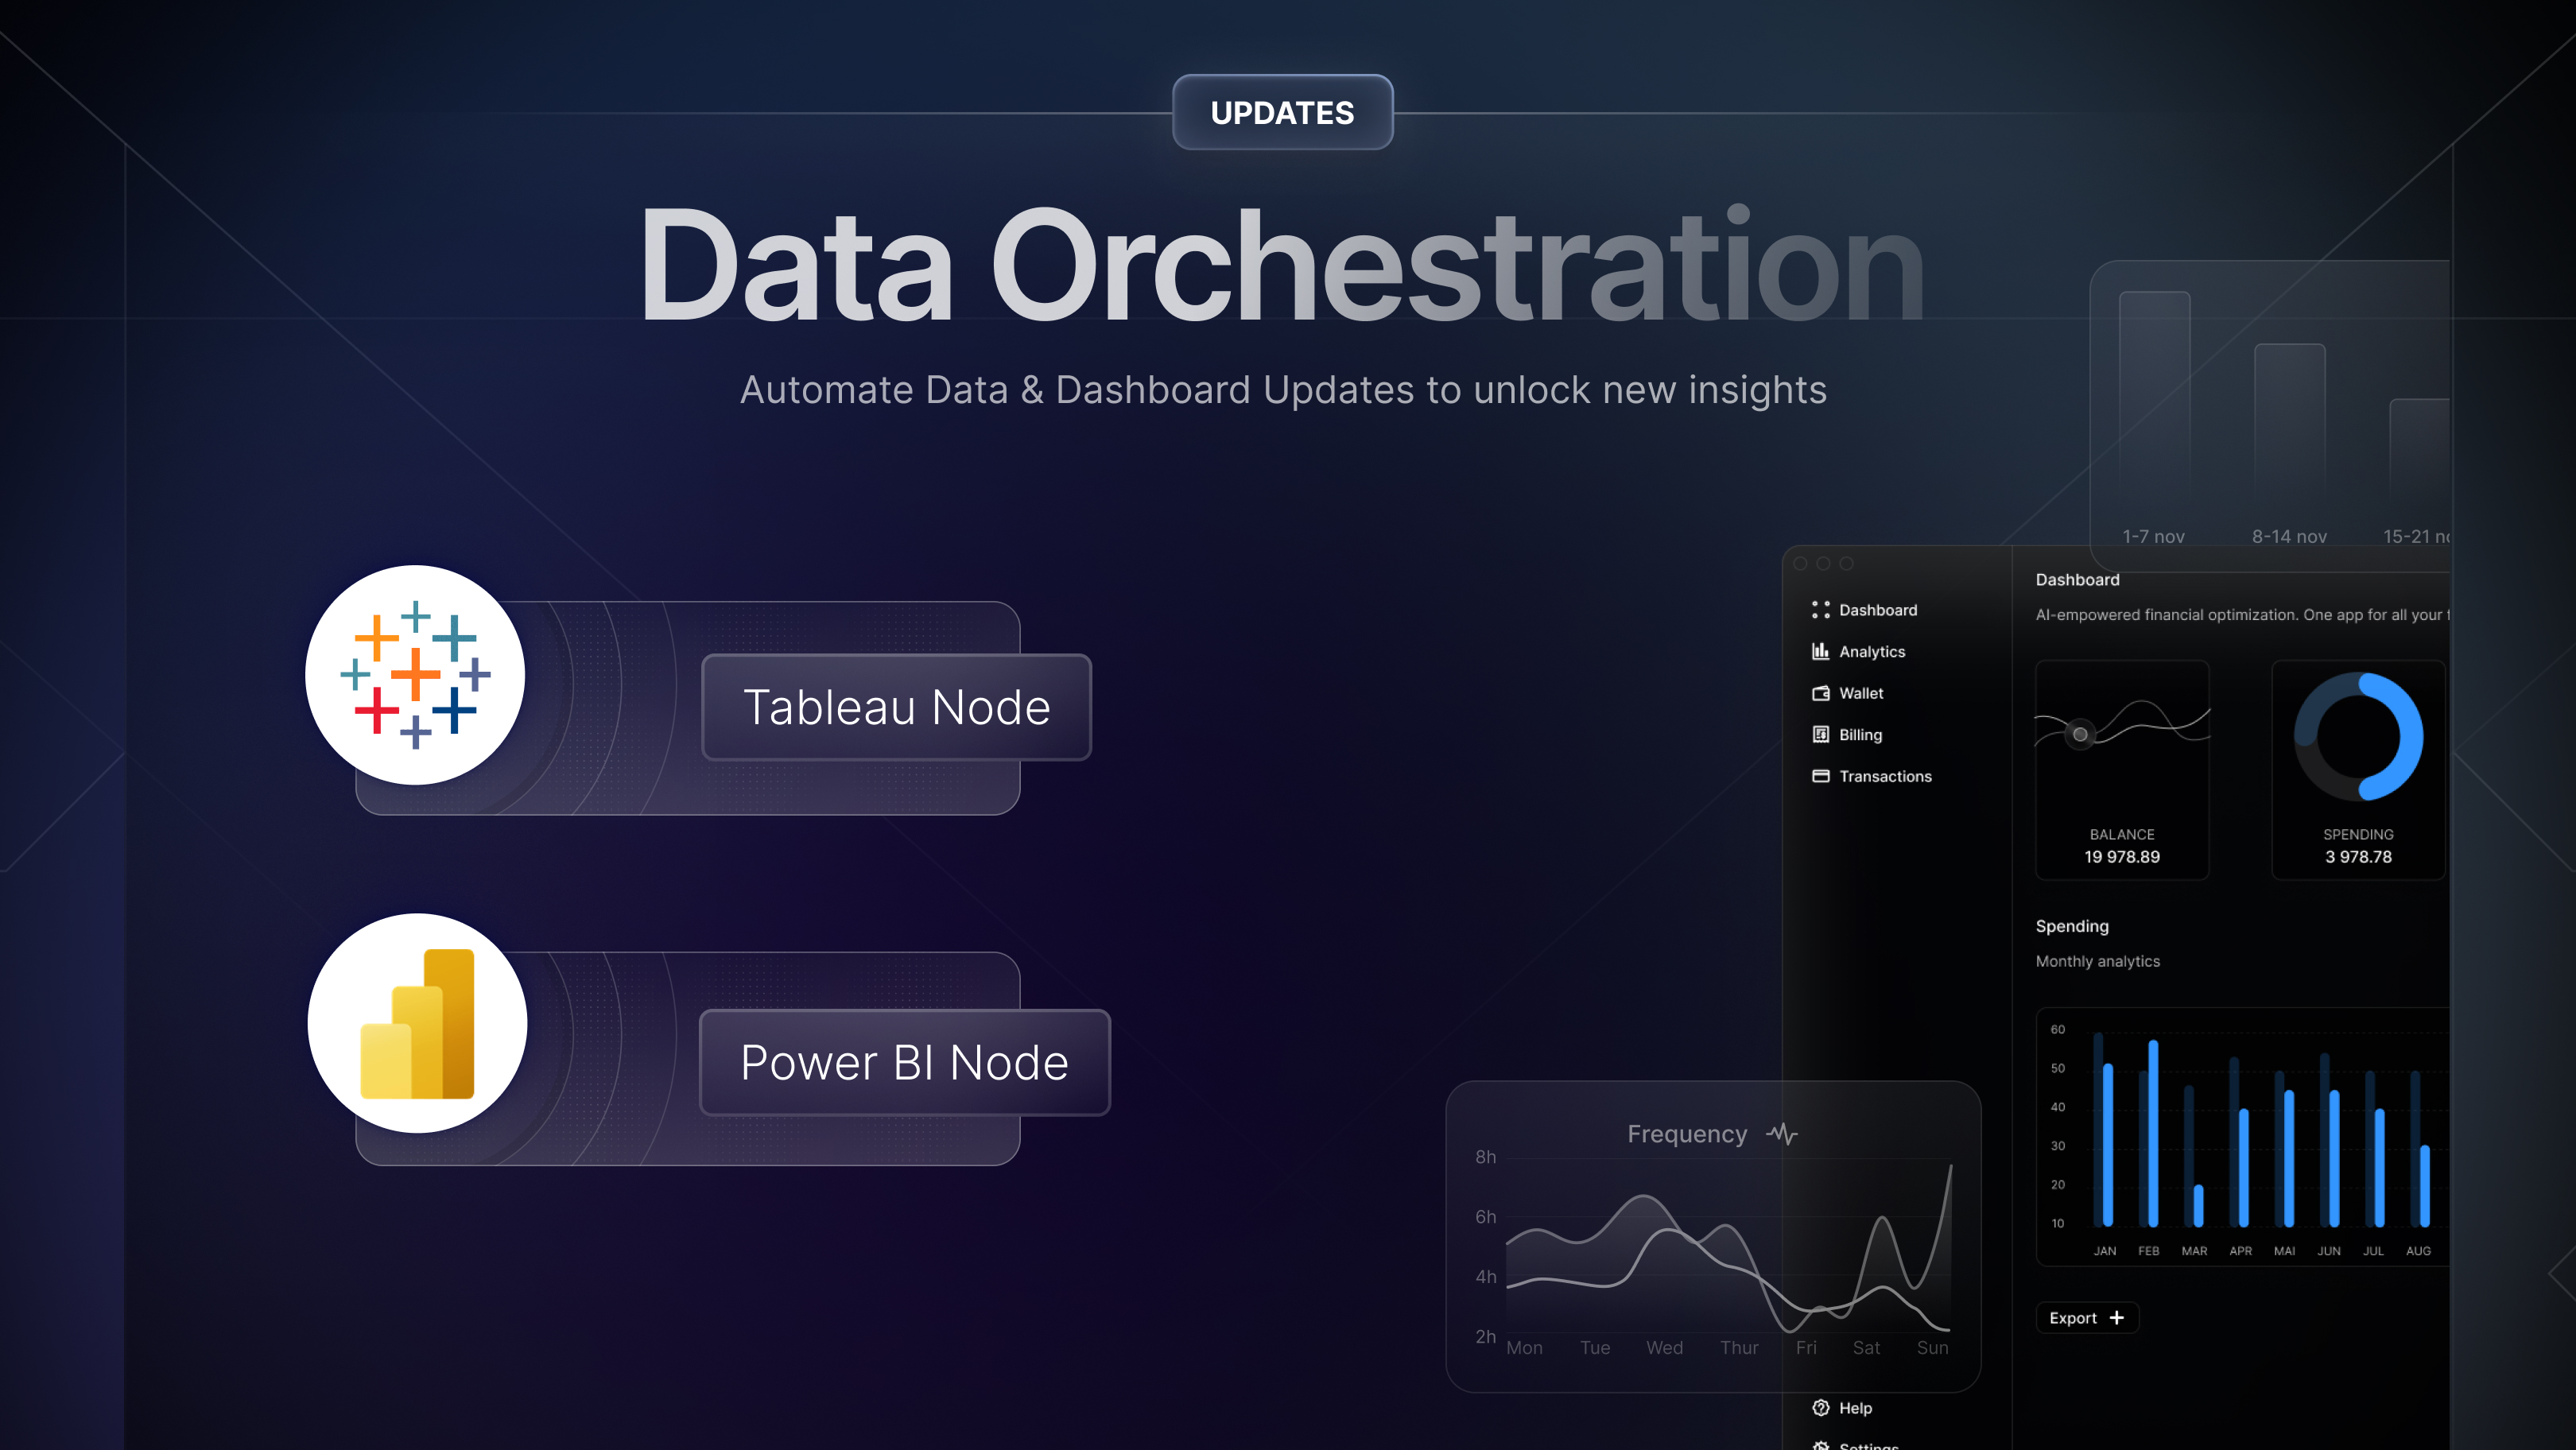 UPDATES
Data Orchestration
Automate Data & Dashboard Updates to unlock new insights
1-7 nov
8-14 nov
15-21
Tableau Node
Power BI Node
Dashboard
Analytics
Wallet
Billing
Transactions
Dashboard
AI-empowered financial optimization. One app for all your
BALANCE
19 978.89
SPENDING
3 978.78
Spending
Monthly analytics
60
50
40
30
20
10
JAN FEB MAR APR MAI JUN JUL AUG
Export
Frequency
8h
6h
4h
2h
Mon Tue Wed Thur Fri Sat Sun
Help
Settings